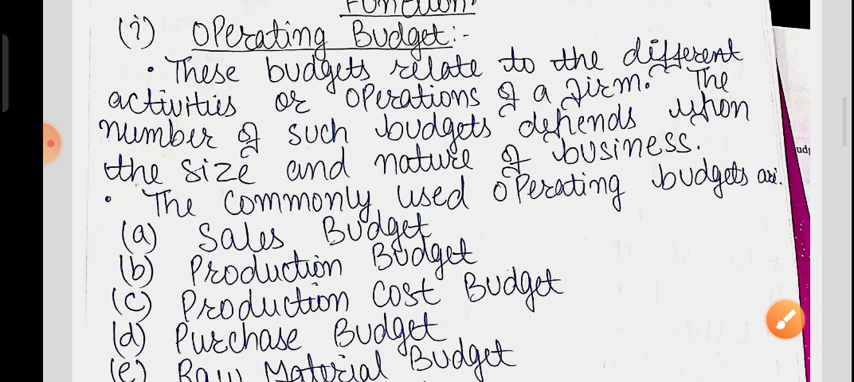 Function
(i) Operating Budget:-
• These budgets relate to the different
activities or operations of a firm. The
number of such budgets depends upon
the size and nature of business.
• The commonly used operating budgets are.
(a) Sales Budget
(b) Production Budget
(c) Production Cost Budget
(d) Purchase Budget
(e) Raw Material Budget